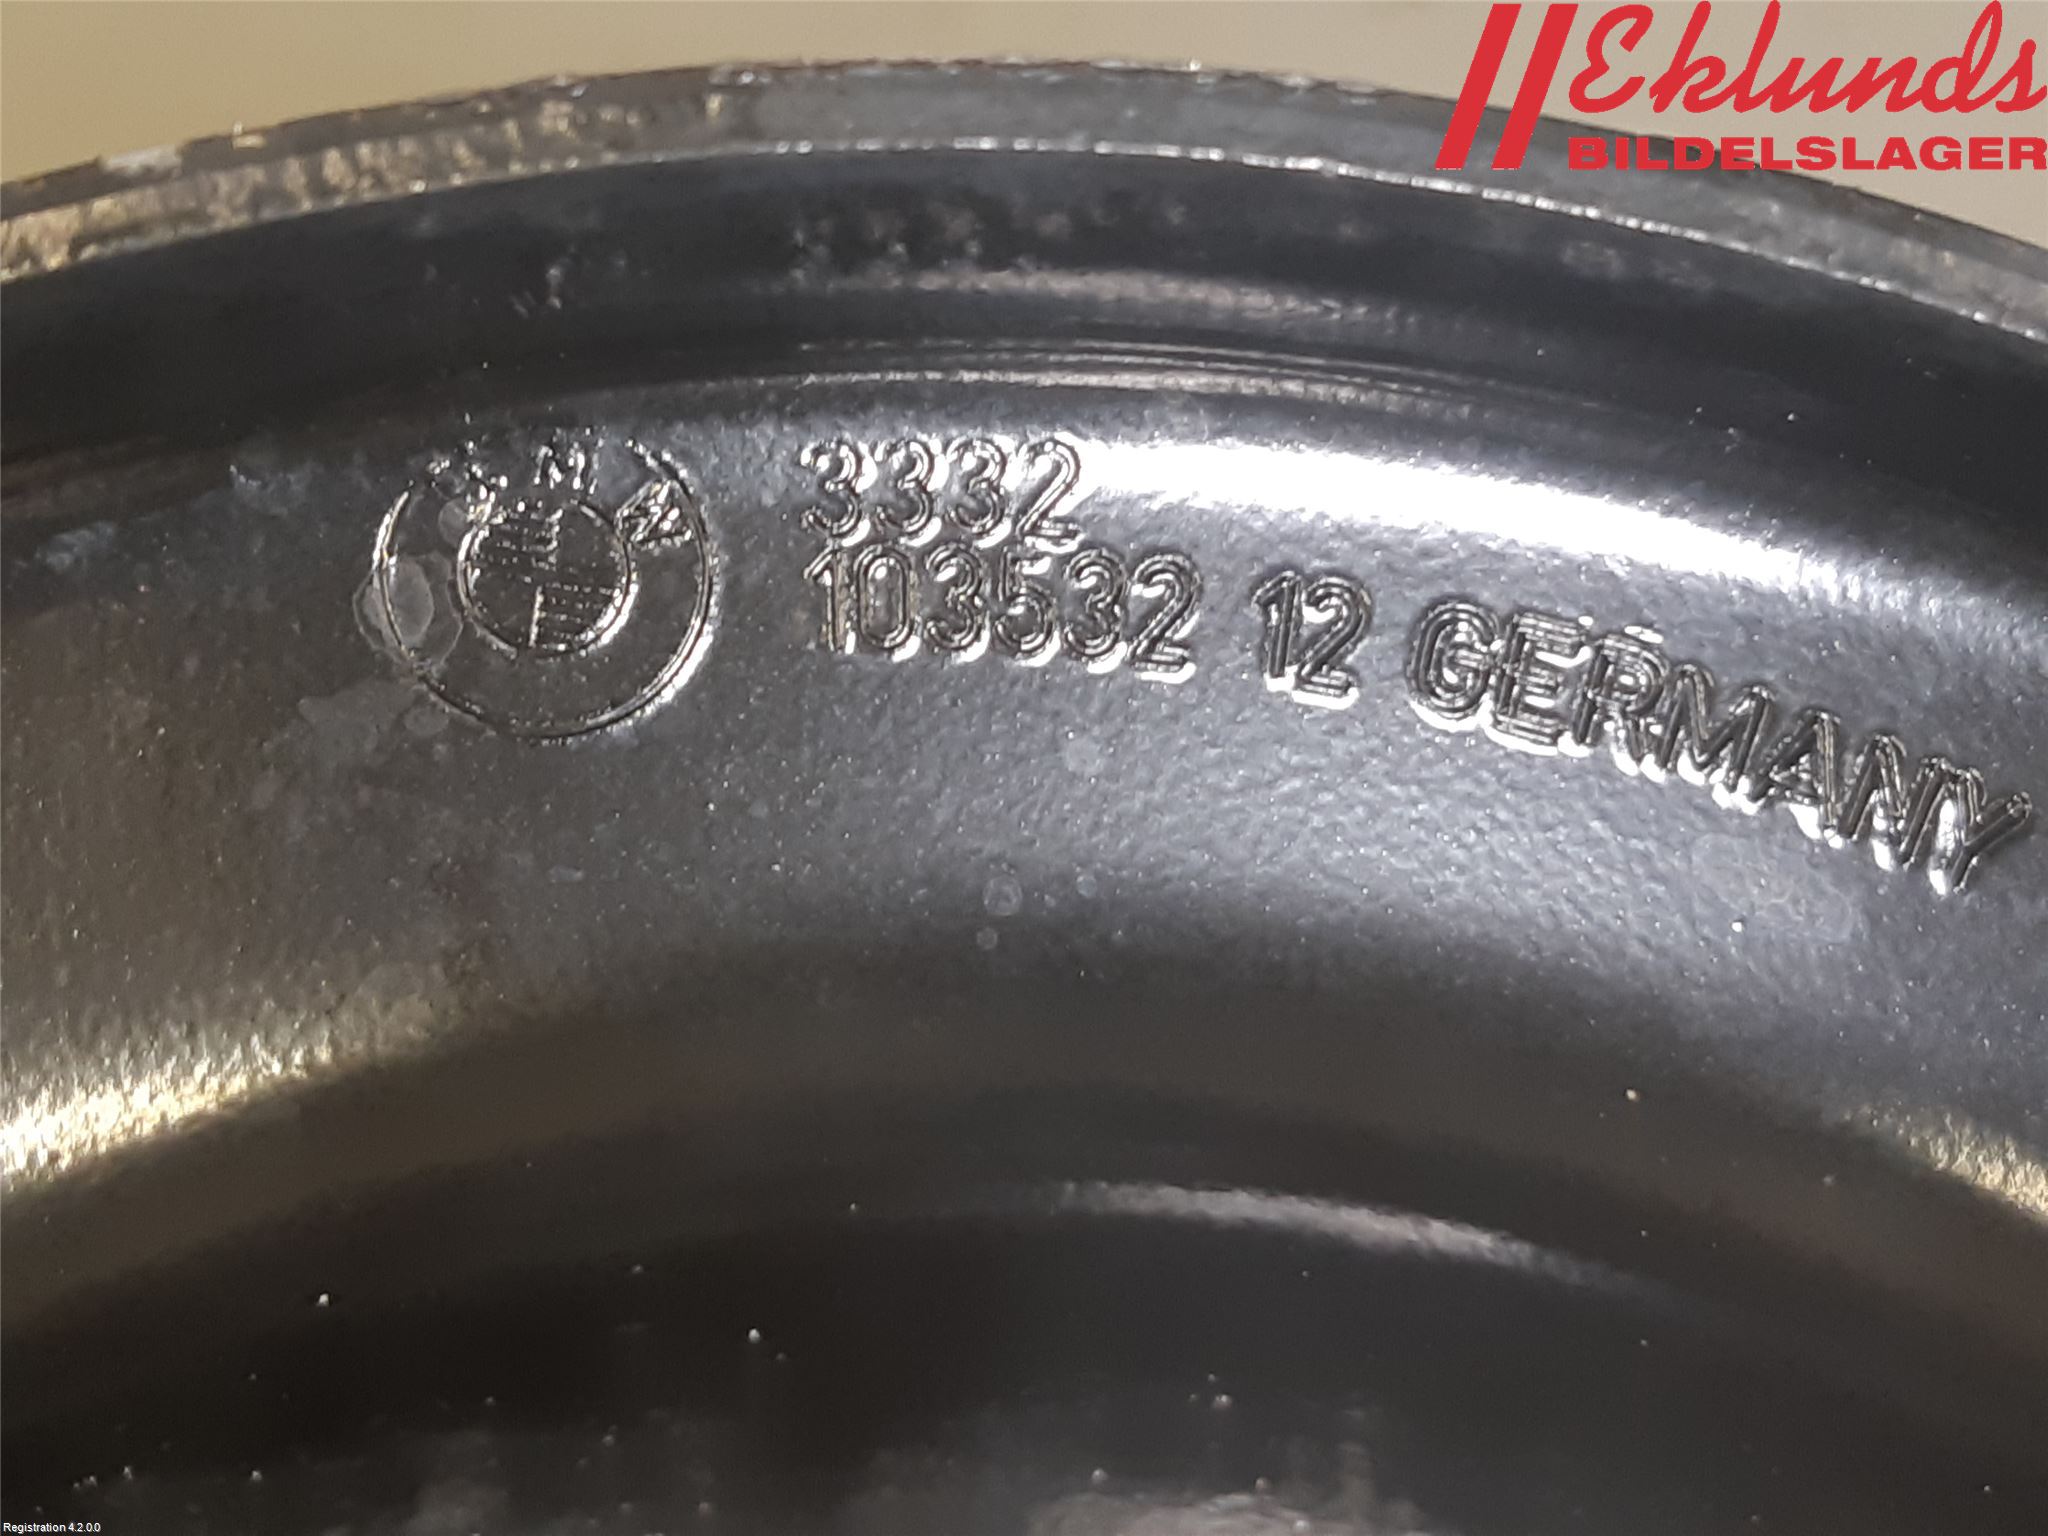 Eklunds
BILDELSLAGER
M W
3332
103532 12 GERMANY
Registration 4.2.0.0